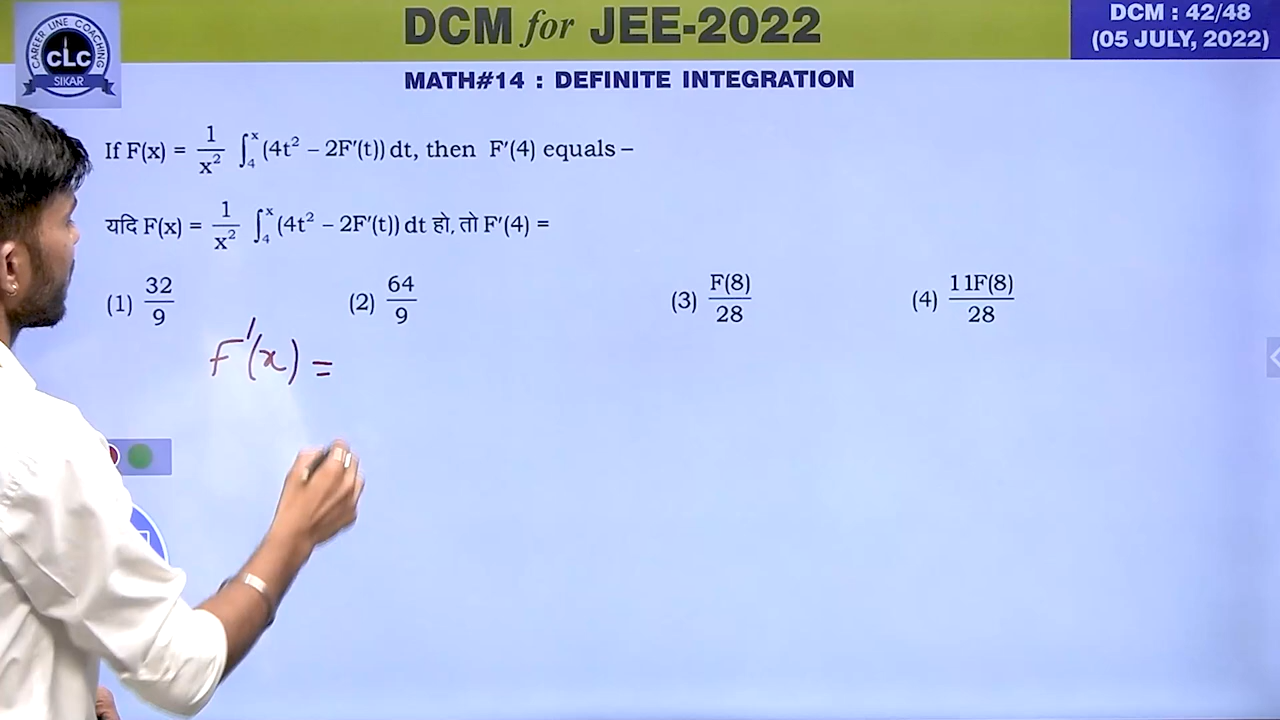 DCM for JEE-2022
DCM : 42/48
(05 JULY, 2022)
CAREER LINE COACHING
CLC
SIKAR
MATH#14 : DEFINITE INTEGRATION
If F(x) = 1/x² ∫₄ˣ (4t² – 2F′(t)) dt, then F′(4) equals –
यदि F(x) = 1/x² ∫₄ˣ (4t² – 2F′(t)) dt हो, तो F′(4) =
(1) 32/9 (2) 64/9 (3) F(8)/28 (4) 11F(8)/28
F′(x) =